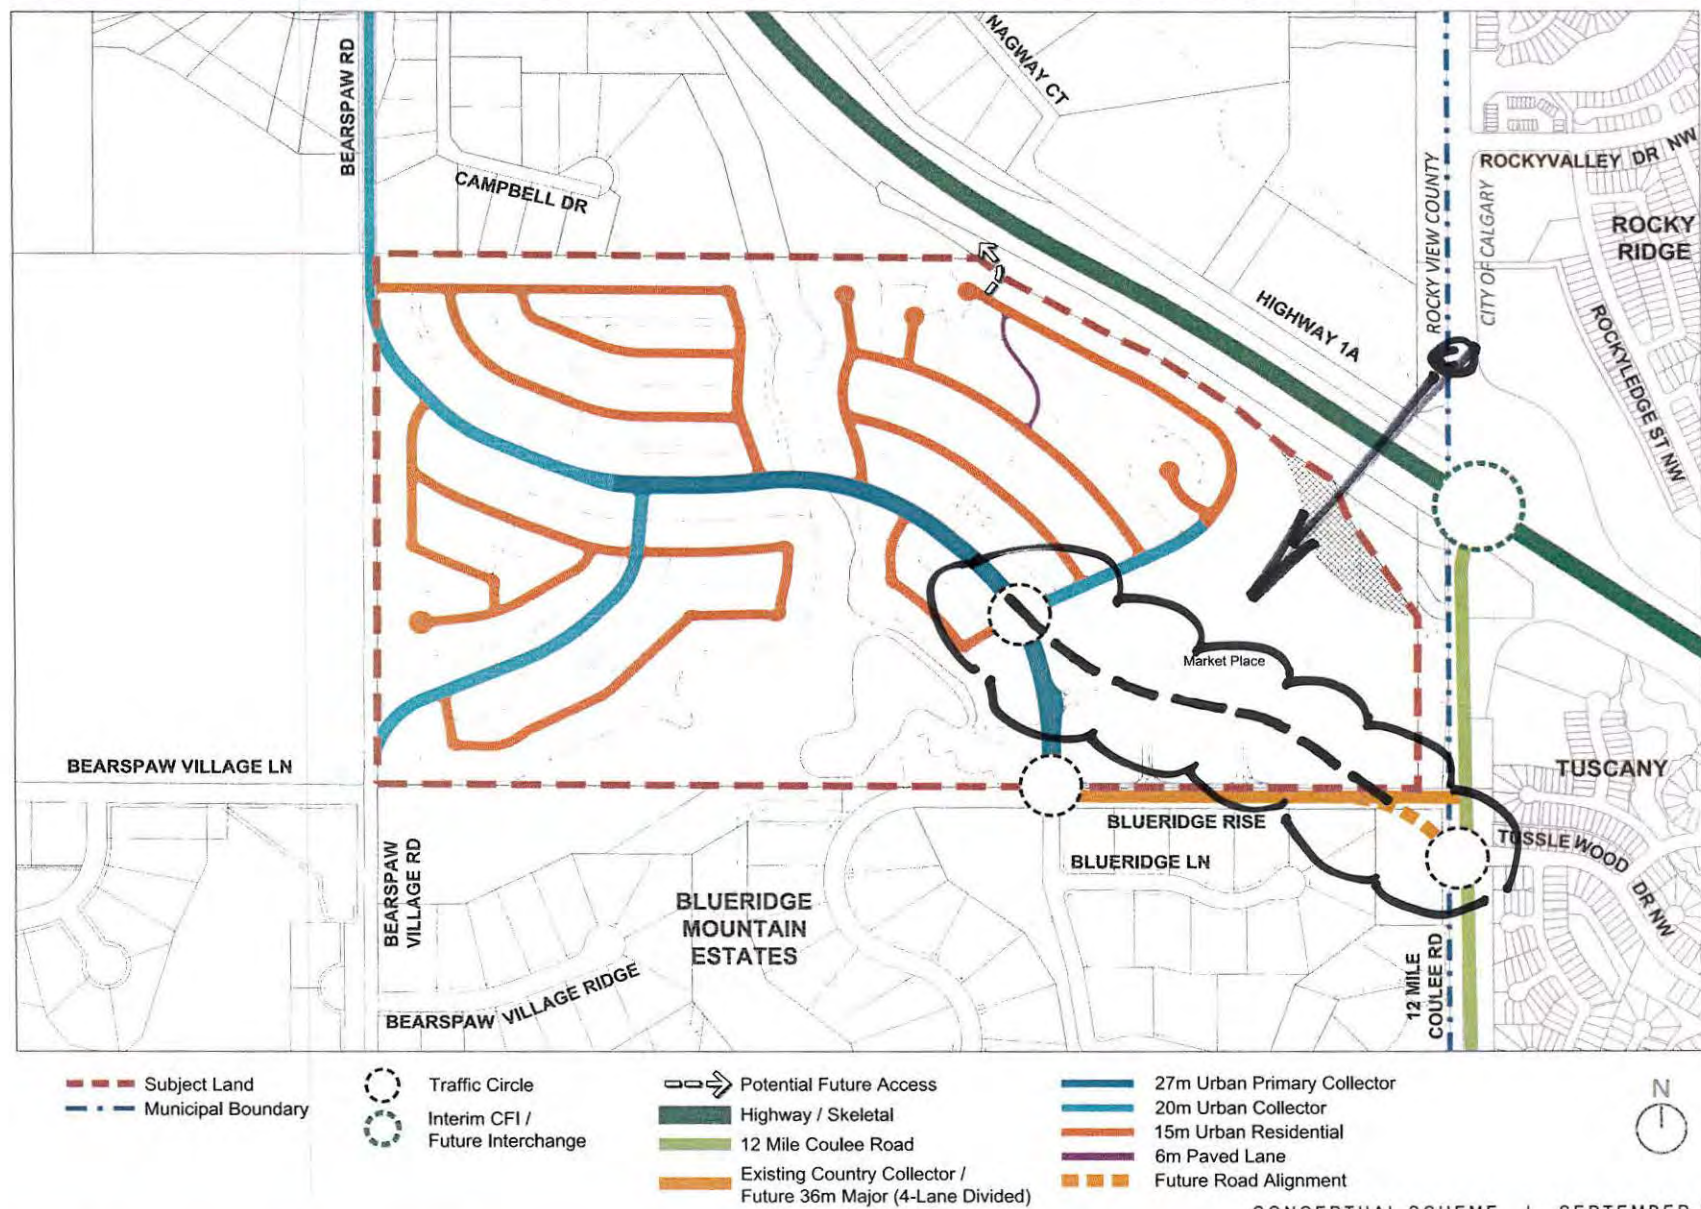 BEARSPAW RD
NAGWAY CT
CAMPBELL DR
ROCKYVALLEY DR NW
ROCKY VIEW COUNTY
CITY OF CALGARY
ROCKY
RIDGE
HIGHWAY 1A
ROCKYLEDGE ST NW
Market Place
BEARSPAW VILLAGE LN
TUSCANY
BLUERIDGE RISE
TUSSLEWOOD DR NW
BLUERIDGE LN
BEARSPAW
VILLAGE RD
BLUERIDGE
MOUNTAIN
ESTATES
12 MILE
COULEE RD
BEARSPAW VILLAGE RIDGE
Subject Land
Municipal Boundary
Traffic Circle
Interim CFI /
Future Interchange
Potential Future Access
Highway / Skeletal
12 Mile Coulee Road
Existing Country Collector /
Future 36m Major (4-Lane Divided)
27m Urban Primary Collector
20m Urban Collector
15m Urban Residential
6m Paved Lane
Future Road Alignment
N
CONCEPTUAL SCHEME | SEPTEMBER